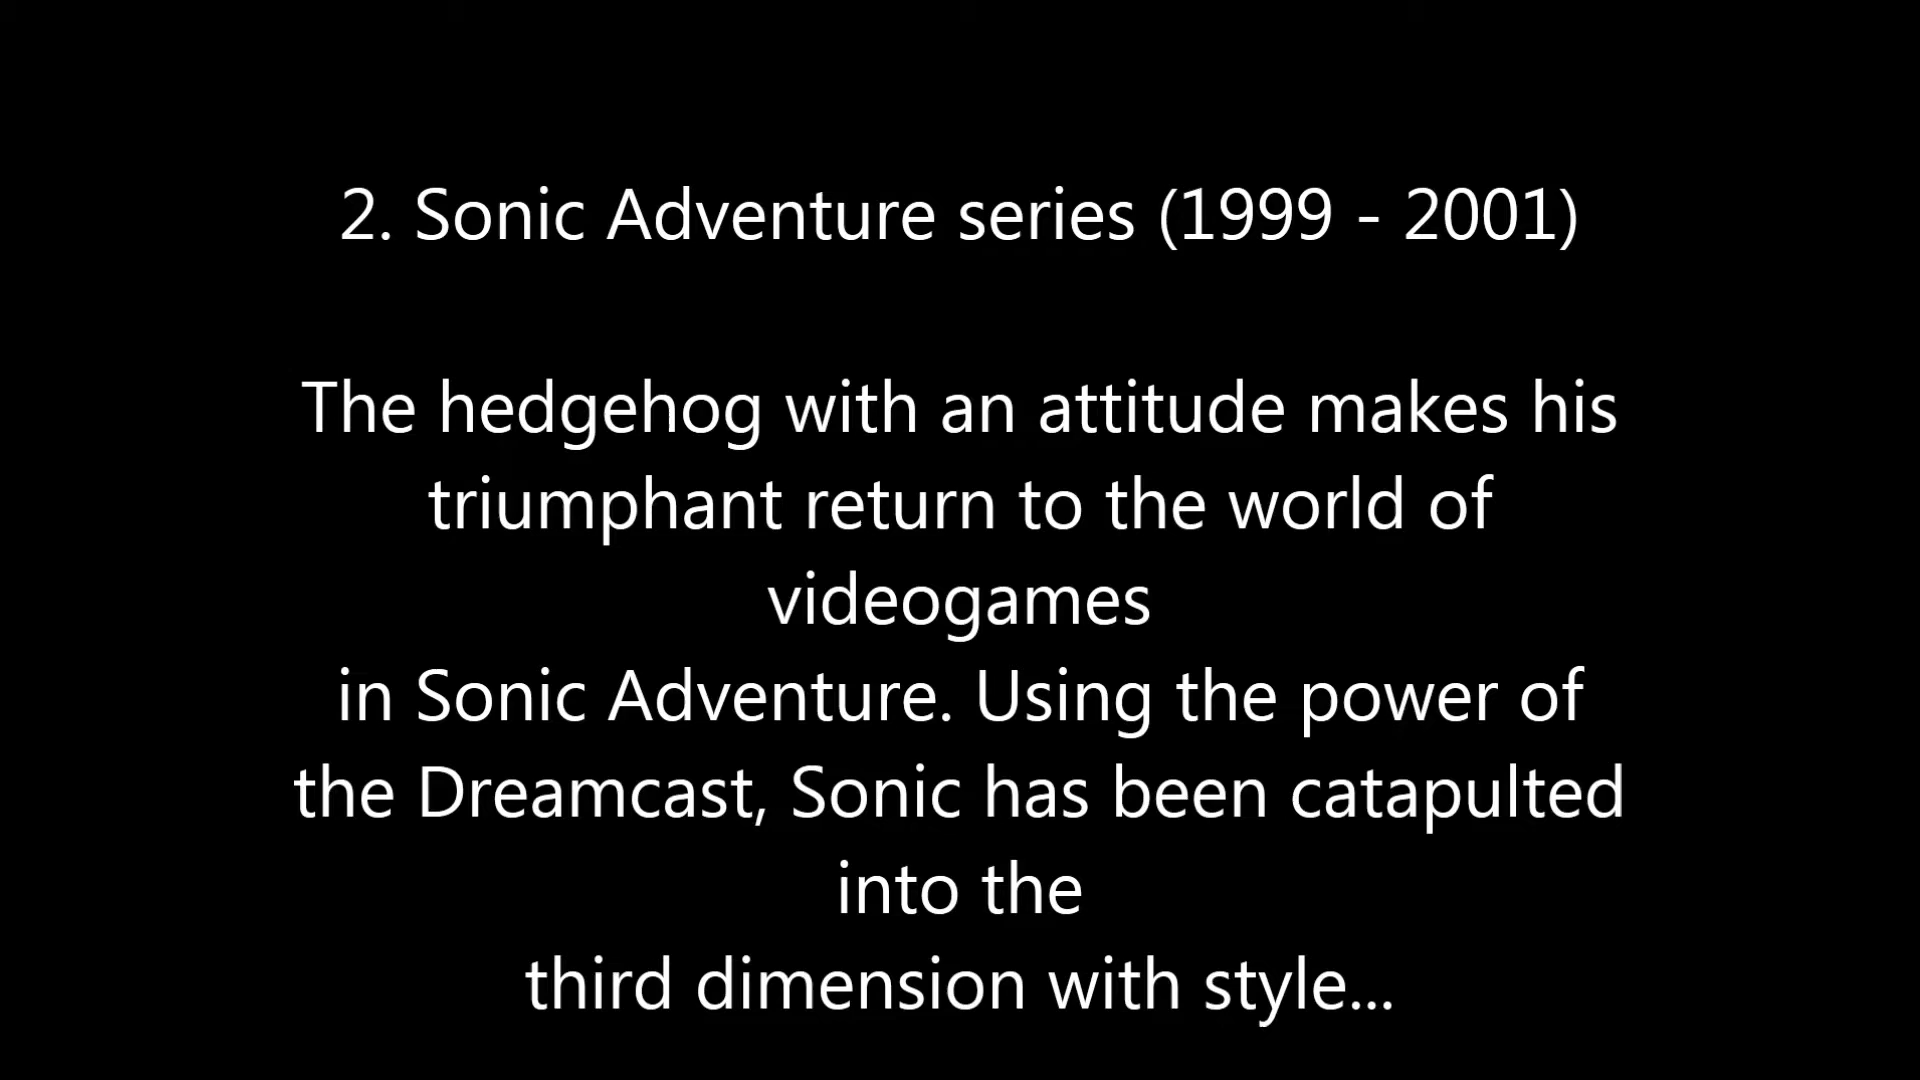 2. Sonic Adventure series (1999 - 2001)
The hedgehog with an attitude makes his
triumphant return to the world of
videogames
in Sonic Adventure. Using the power of
the Dreamcast, Sonic has been catapulted
into the
third dimension with style...